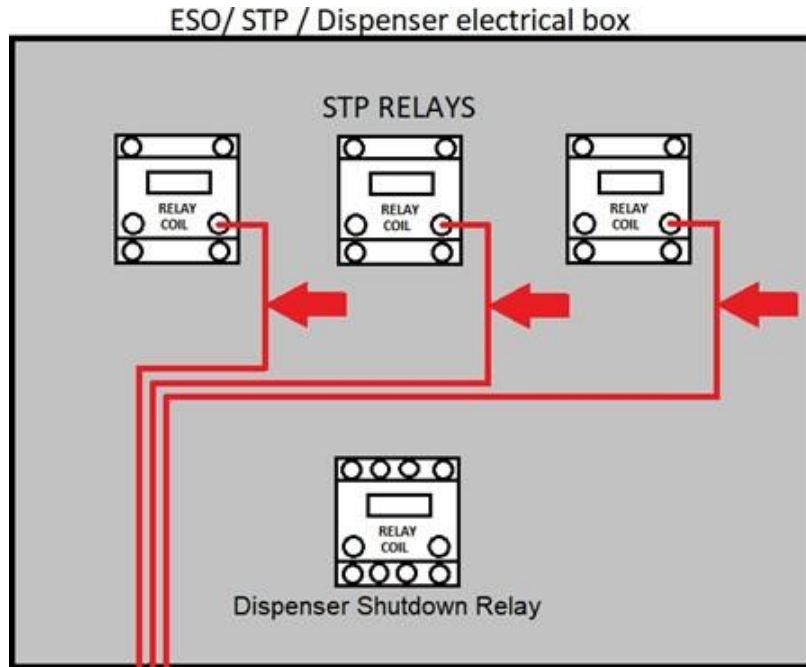 ESO/ STP / Dispenser electrical box
STP RELAYS
RELAY
COIL
RELAY
COIL
RELAY
COIL
RELAY
COIL
Dispenser Shutdown Relay